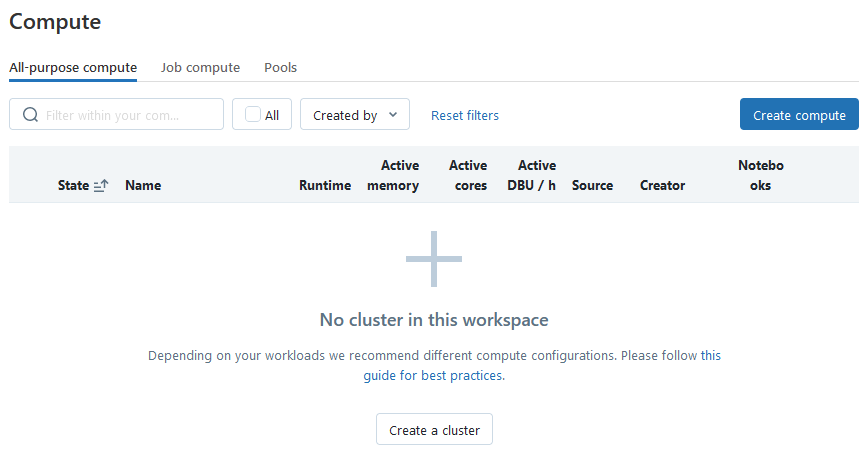 Compute
All-purpose compute Job compute Pools
Filter within your com... All Created by Reset filters Create compute
State Name Runtime Active memory Active cores Active DBU / h Source Creator Notebo oks
No cluster in this workspace
Depending on your workloads we recommend different compute configurations. Please follow this
guide for best practices.
Create a cluster